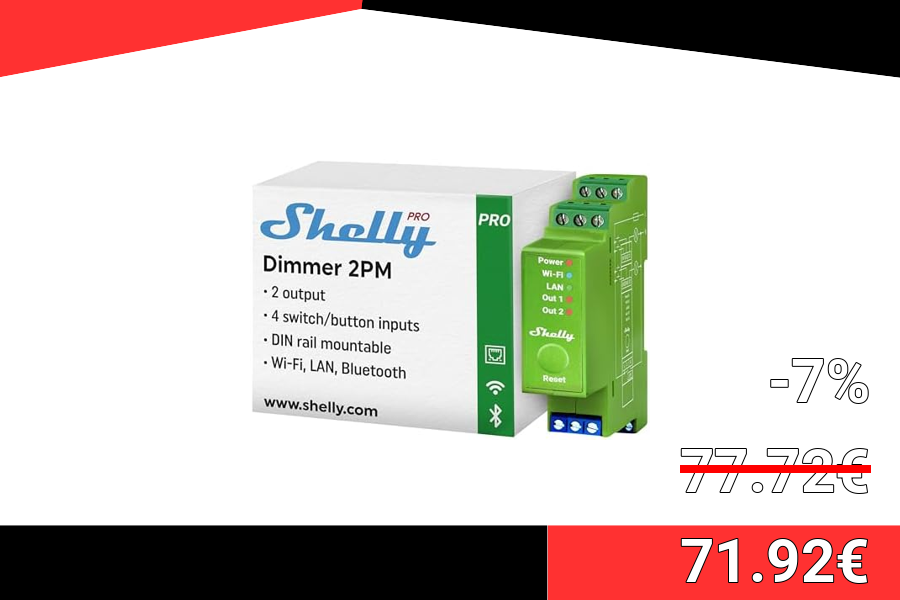 Shelly PRO
Dimmer 2PM
• 2 output
• 4 switch/button inputs
• DIN rail mountable
• Wi-Fi, LAN, Bluetooth
www.shelly.com
PRO
Power
Wi-Fi
LAN
Out 1
Out 2
Shelly
Reset
-7%
77.72€
71.92€